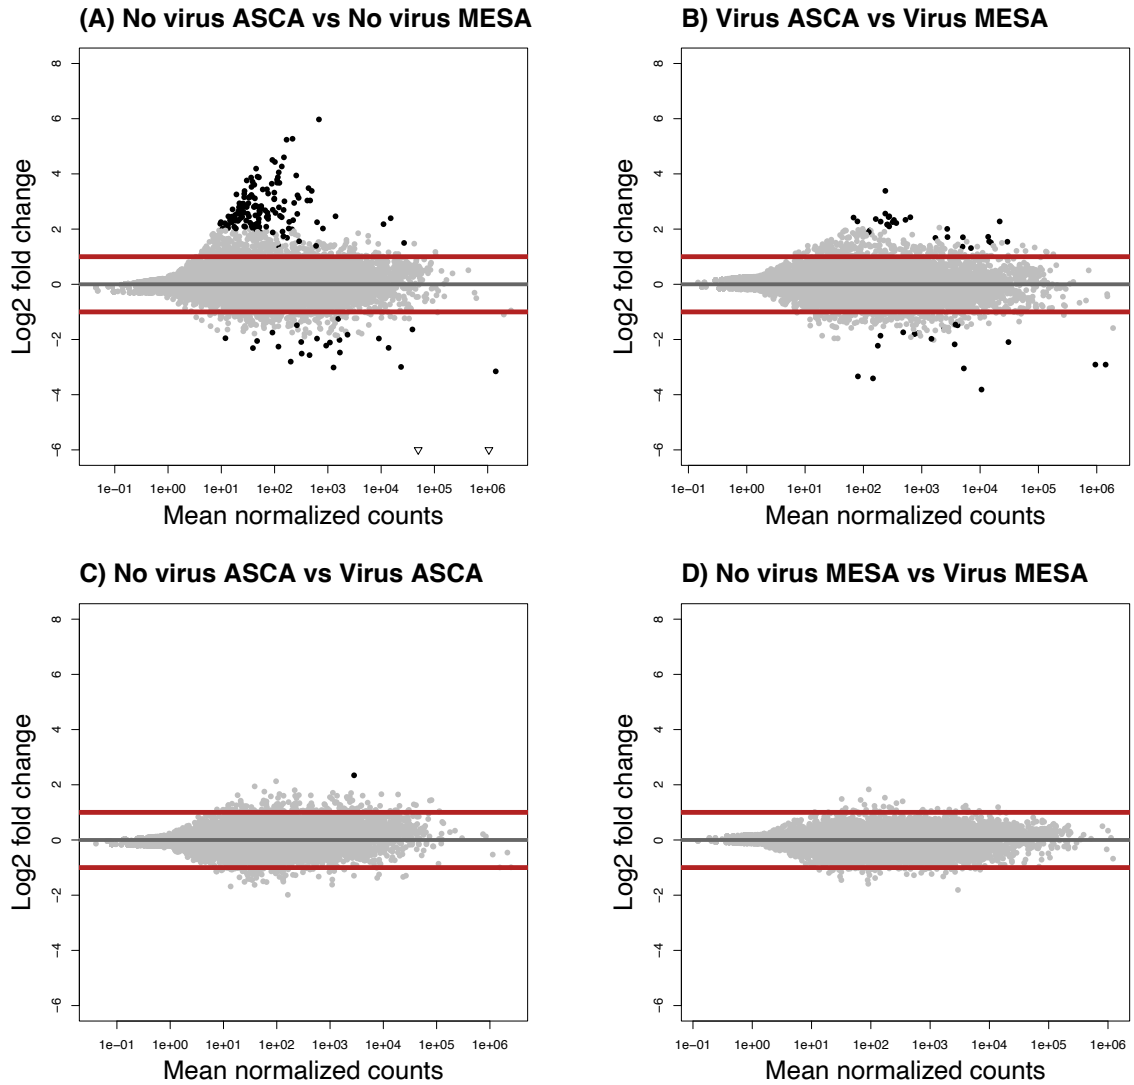 (A) No virus ASCA vs No virus MESA
8
6
4
2
0
-2
-4
-6
Log2 fold change
1e-01 1e+00 1e+01 1e+02 1e+03 1e+04 1e+05 1e+06
Mean normalized counts
B) Virus ASCA vs Virus MESA
8
6
4
2
0
-2
-4
-6
Log2 fold change
1e-01 1e+00 1e+02 1e+03 1e+04 1e+05 1e+06
Mean normalized counts
C) No virus ASCA vs Virus ASCA
8
6
4
2
0
-2
-4
-6
Log2 fold change
1e-01 1e+00 1e+01 1e+02 1e+03 1e+04 1e+05 1e+06
Mean normalized counts
D) No virus MESA vs Virus MESA
8
6
4
2
0
-2
-4
-6
Log2 fold change
1e-01 1e+00 1e+01 1e+02 1e+03 1e+04 1e+05 1e+06
Mean normalized counts